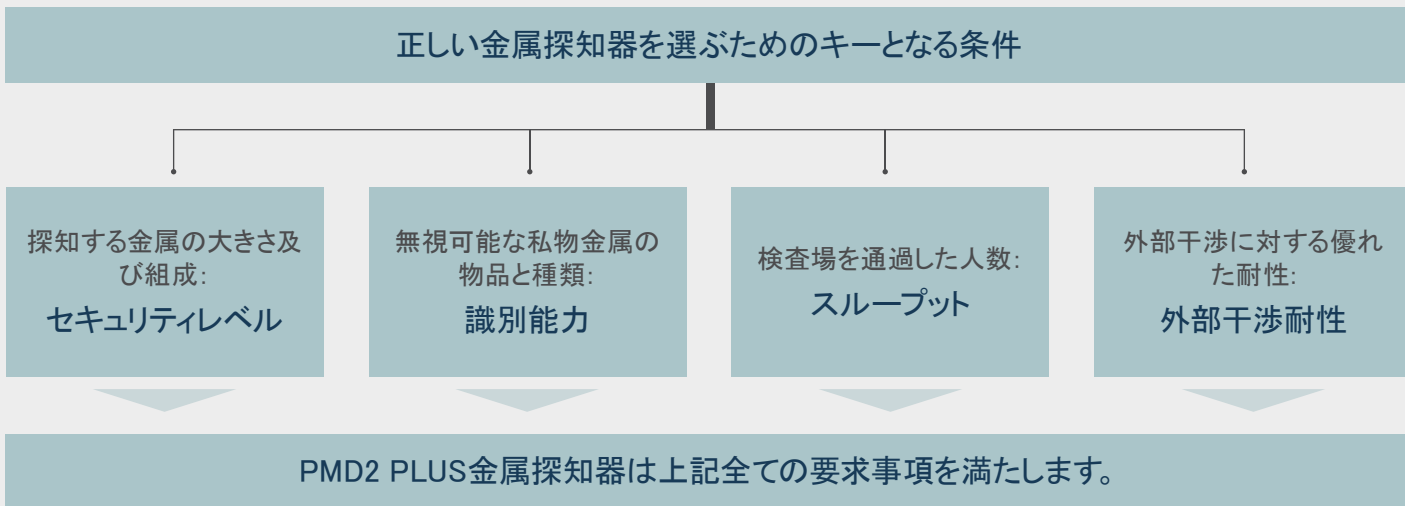 正しい金属探知器を選ぶためのキーとなる条件
探知する金属の大きさ及
び組成:
セキュリティレベル
無視可能な私物金属の
物品と種類:
識別能力
検査場を通過した人数:
スループット
外部干渉に対する優れ
た耐性:
外部干渉耐性
PMD2 PLUS金属探知器は上記全ての要求事項を満たします。